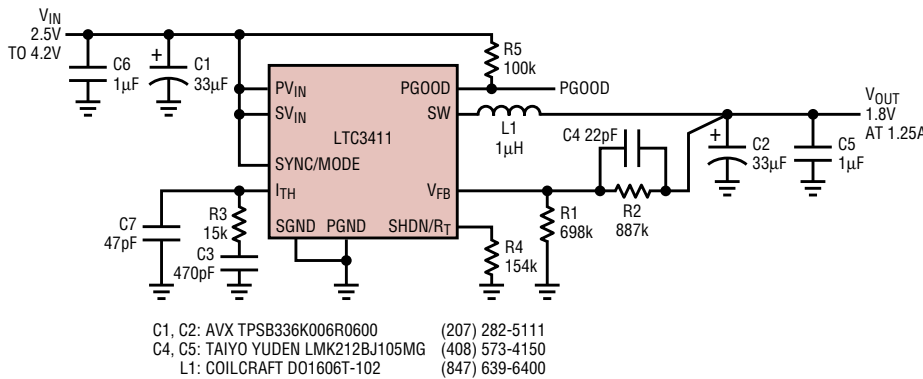 VIN
2.5V
TO 4.2V
C6
1µF
+
C1
33µF
R5
100k
PVIN
SVIN
SYNC/MODE
ITH
LTC3411
PGOOD
SW
VFB
SGND PGND SHDN/RT
PGOOD
L1
1µH
C4 22pF
VOUT
1.8V
AT 1.25A
+
C2
33µF
C5
1µF
R1
698k
R2
887k
R3
15k
C7
47pF
C3
470pF
R4
154k
C1, C2: AVX TPSB336K006R0600 (207) 282-5111
C4, C5: TAIYO YUDEN LMK212BJ105MG (408) 573-4150
L1: COILCRAFT DO1606T-102 (847) 639-6400